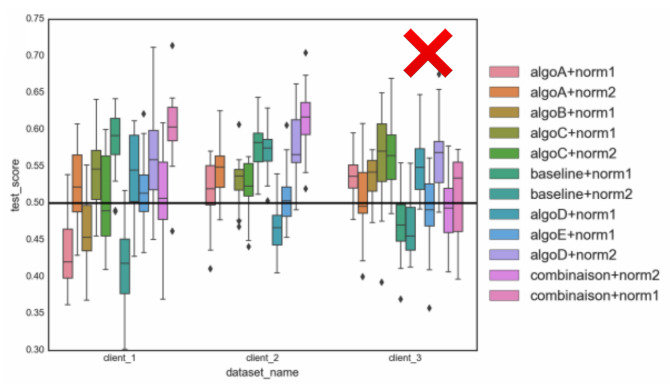 0.75
0.70
0.65
0.60
0.55
0.50
0.45
0.40
0.35
0.30
test_score
client_1
client_2
client_3
dataset_name
algoA+norm1
algoA+norm2
algoB+norm1
algoC+norm1
algoC+norm2
baseline+norm1
baseline+norm2
algoD+norm1
algoE+norm1
algoD+norm2
combinaison+norm2
combinaison+norm1